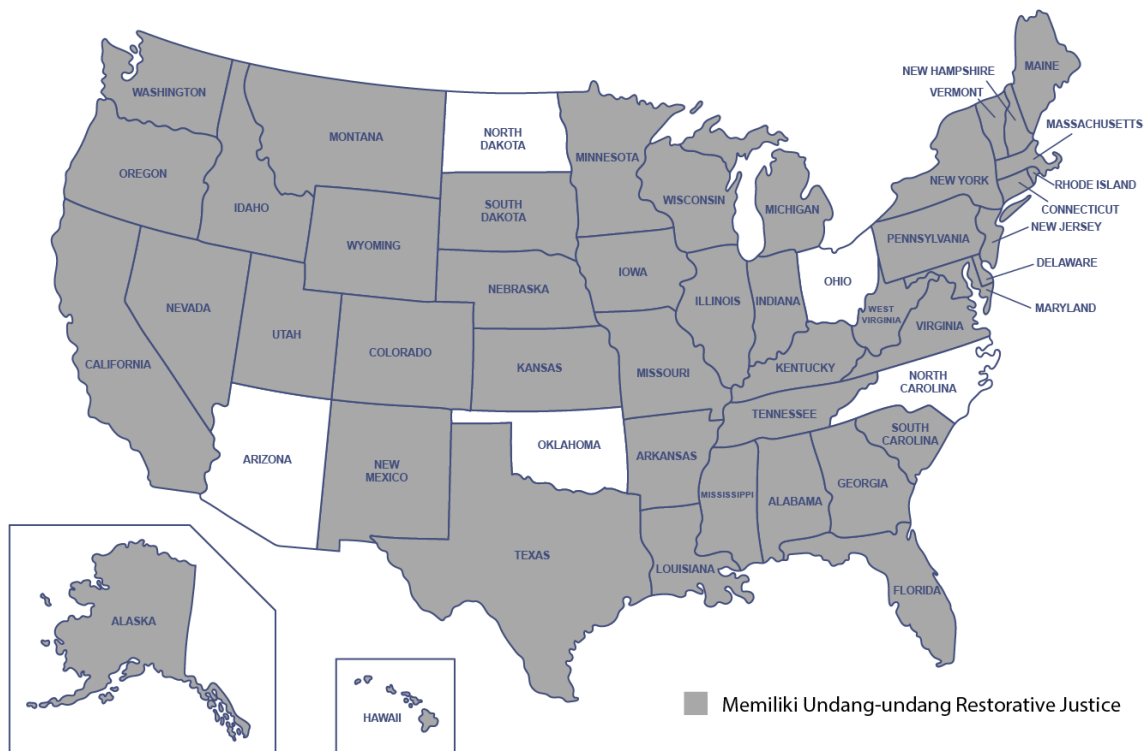 WASHINGTON
MONTANA
NORTH
DAKOTA
MINNESOTA
OREGON
IDAHO
SOUTH
DAKOTA
WYOMING
WISCONSIN
MICHIGAN
NEW HAMPSHIRE
VERMONT
MAINE
MASSACHUSETTS
NEW YORK
RHODE ISLAND
CONNECTICUT
NEW JERSEY
PENNSYLVANIA
DELAWARE
MARYLAND
NEVADA
UTAH
CALIFORNIA
COLORADO
NEBRASKA
IOWA
ILLINOIS
INDIANA
OHIO
WEST
VIRGINIA
VIRGINIA
KANSAS
MISSOURI
KENTUCKY
NORTH
CAROLINA
TENNESSEE
SOUTH
CAROLINA
ARIZONA
NEW
MEXICO
OKLAHOMA
ARKANSAS
MISSISSIPPI
ALABAMA
GEORGIA
TEXAS
LOUISIANA
FLORIDA
ALASKA
HAWAII
Memiliki Undang-undang Restorative Justice